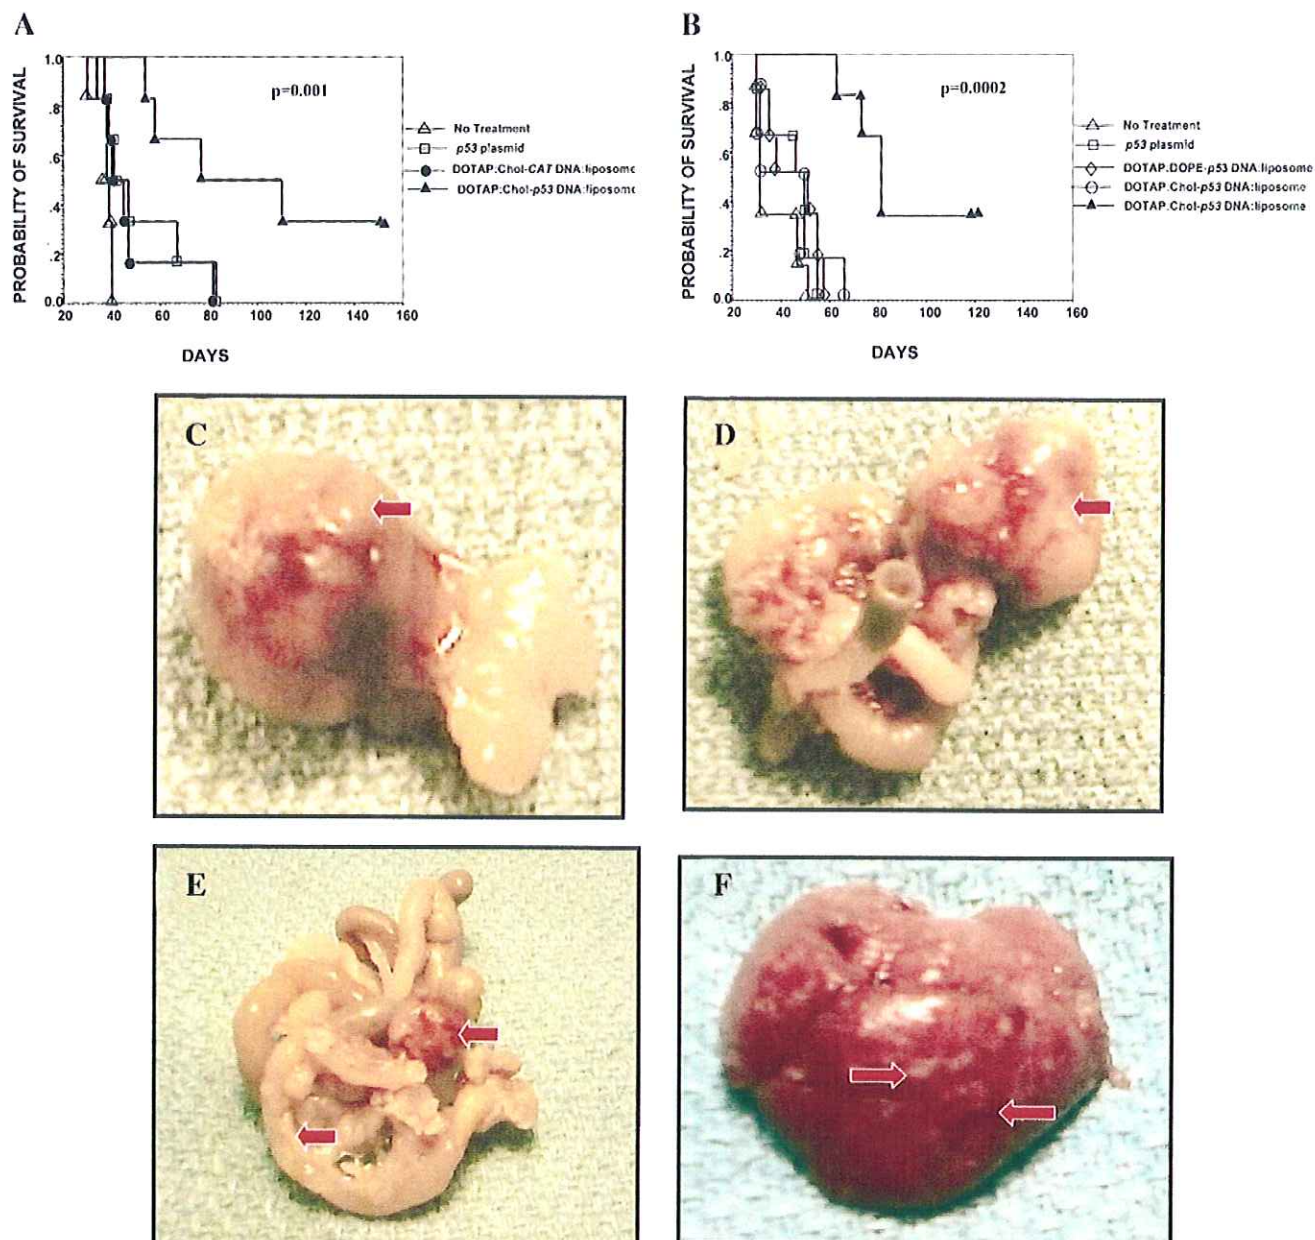 A
PROBABILITY OF SURVIVAL
1.0
.8
.6
.4
.2
0.0
20 40 60 80 100 120 140 160
DAYS
p=0.001
No Treatment
p53 plasmid
DOTAP:Chol-CAT DNA:liposome
DOTAP:Chol-p53 DNA:liposome
B
PROBABILITY OF SURVIVAL
1.0
.8
.6
.4
.2
0.0
20 40 60 80 100 120 140 160
DAYS
p=0.0002
No Treatment
p53 plasmid
DOTAP:DOPE-p53 DNA:liposome
DOTAP:Chol-p53 DNA:liposome
DOTAP:Chol-p53 DNA:liposome
C
D
E
F